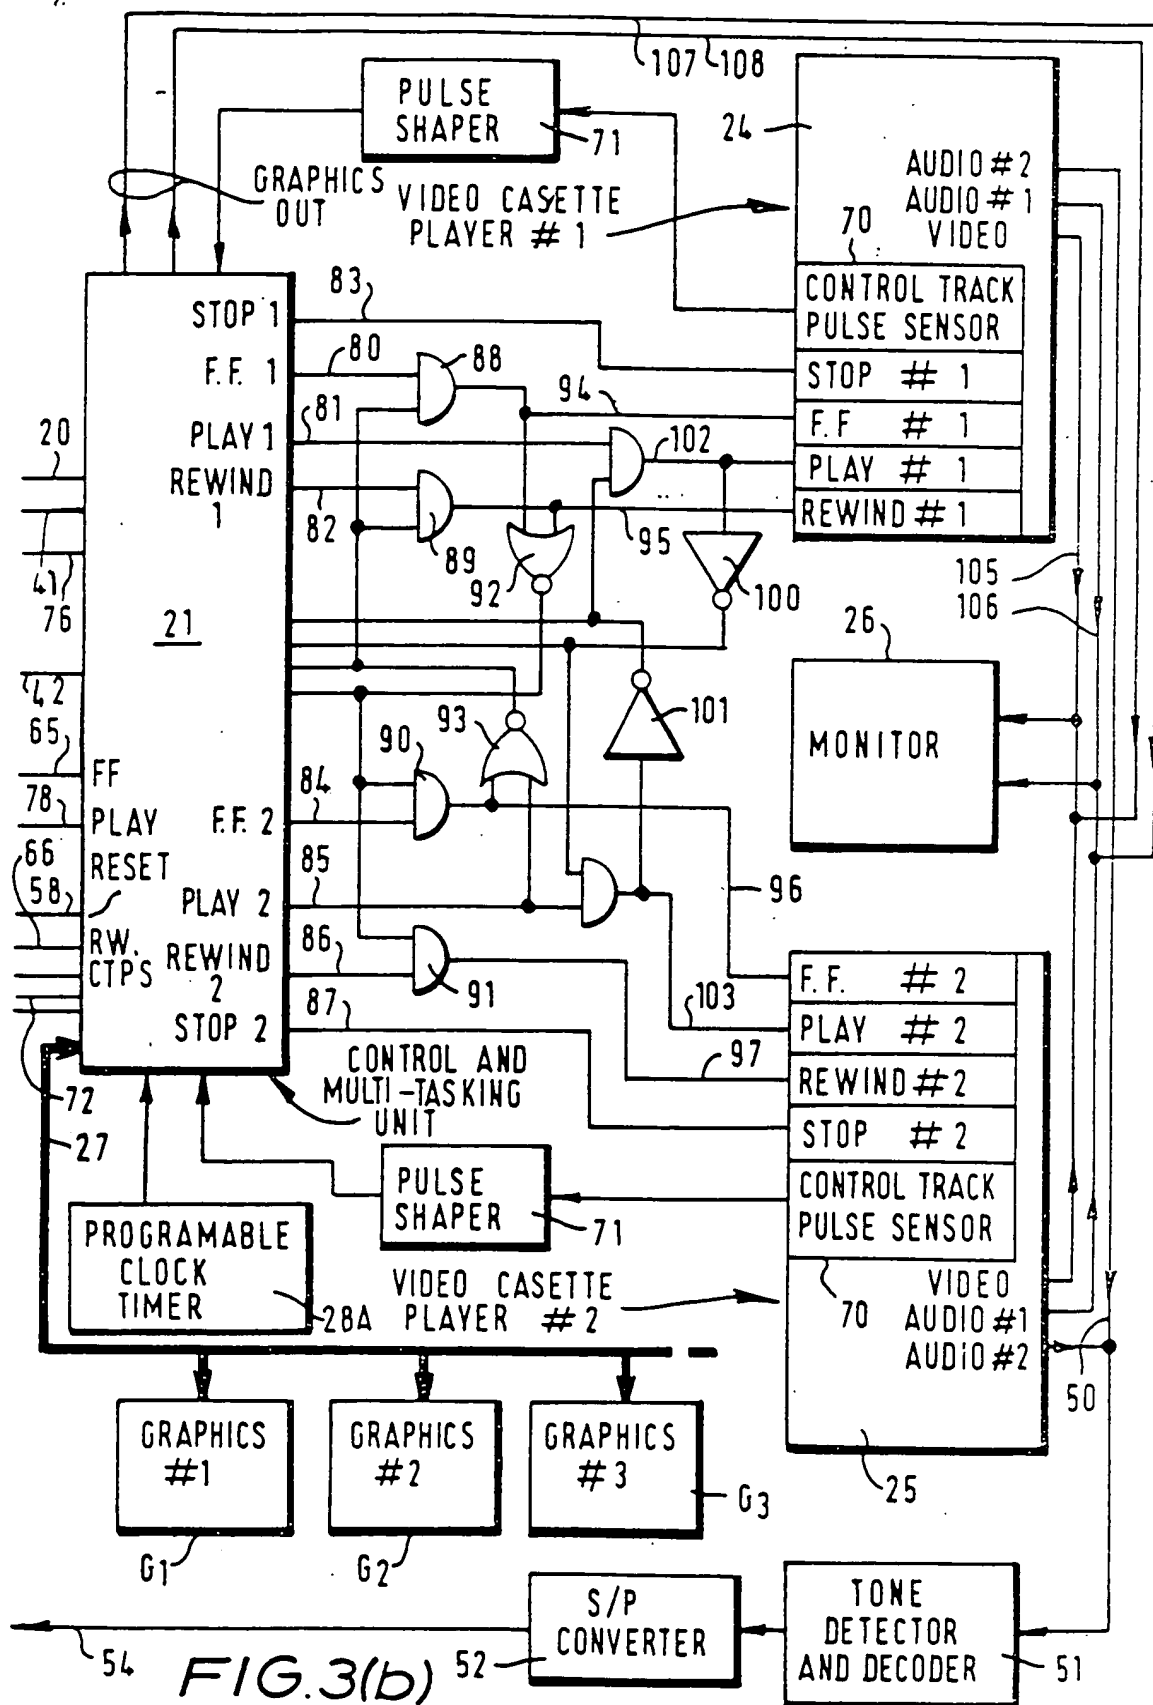 107 108
PULSE
SHAPER
71
24
AUDIO #2
AUDIO #1
VIDEO
GRAPHICS
OUT
VIDEO CASETTE
PLAYER # 1
70
CONTROL TRACK
PULSE SENSOR
STOP # 1
F.F # 1
PLAY # 1
REWIND # 1
STOP 1
83
F.F. 1
80
88
94
PLAY 1
81
102
REWIND
1
82
89
95
92
100
20
41
76
21
42
65
FF
78
PLAY
66
RESET
58
RW.
CTPS
72
27
93
101
90
84
F.F. 2
85
PLAY 2
86
REWIND
2
91
87
STOP 2
96
103
97
105
106
26
MONITOR
F.F. # 2
PLAY # 2
REWIND #2
STOP # 2
CONTROL TRACK
PULSE SENSOR
70
VIDEO
AUDIO #1
AUDIO #2
50
25
CONTROL AND
MULTI-TASKING
UNIT
PULSE
SHAPER
71
PROGRAMABLE
CLOCK
TIMER
28A
VIDEO CASETTE
PLAYER #2
GRAPHICS
#1
G1
GRAPHICS
#2
G2
GRAPHICS
#3
G3
S/P
CONVERTER
52
TONE
DETECTOR
AND DECODER
51
54
FIG.3(b)